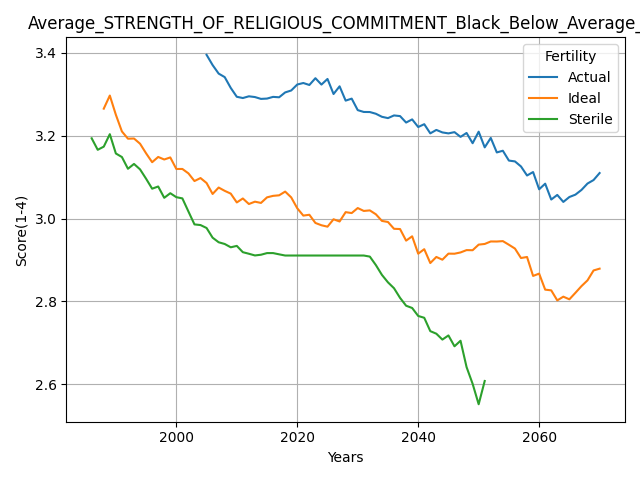 Average_STRENGTH_OF_RELIGIOUS_COMMITMENT_Black_Below_Average_
Fertility
Actual
Ideal
Sterile
Score(1-4)
3.4
3.2
3.0
2.8
2.6
2000
2020
2040
2060
Years